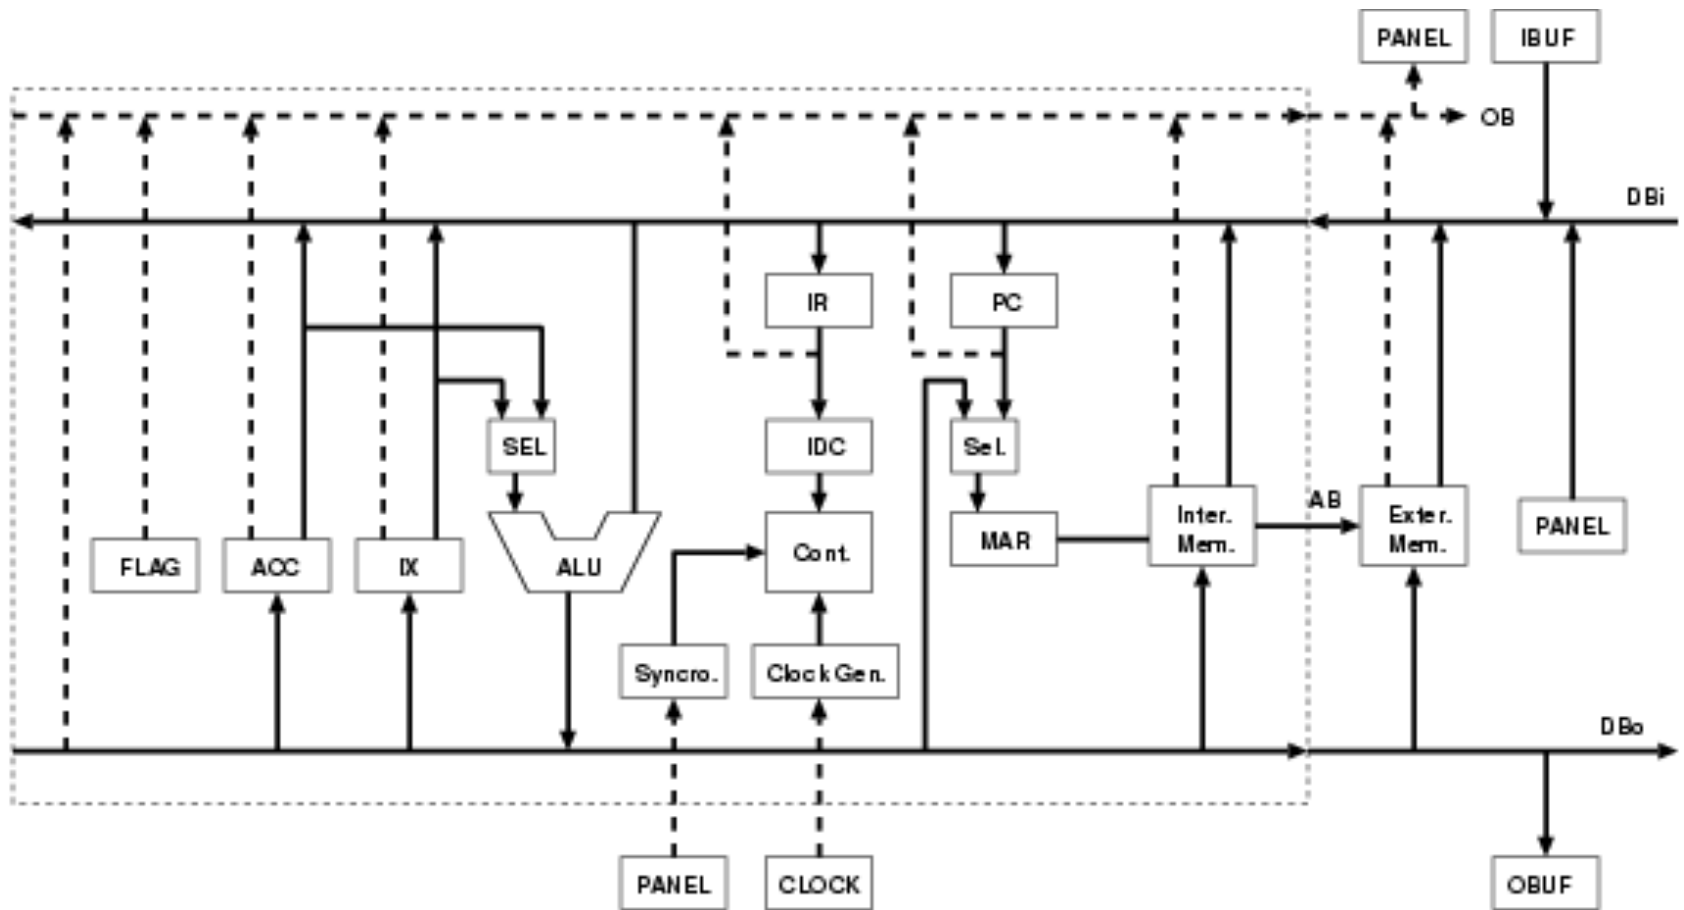 PANEL
IBUF
OB
DBi
IR
PC
SEL
IDC
Sel.
FLAG
ACC
IX
ALU
Cont.
MAR
Inter.
Mem.
AB
Exter.
Mem.
PANEL
Syncro.
Clock Gen.
DBo
PANEL
CLOCK
OBUF